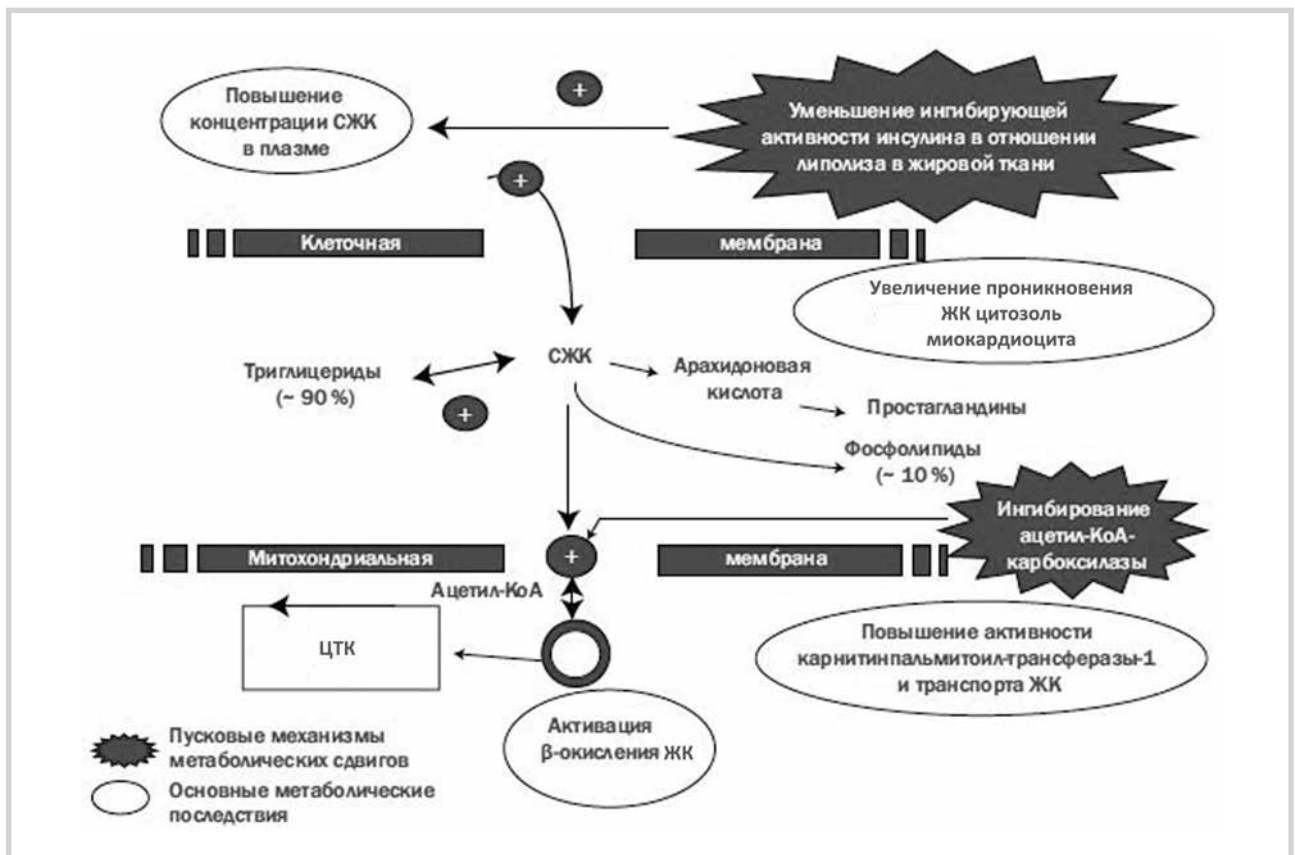 Повышение
концентрации СЖК
в плазме
+
Уменьшение ингибирующей
активности инсулина в отношении
липолиза в жировой ткани
+
Клеточная
мембрана
Увеличение проникновения
ЖК цитозоль
миокардиоцита
Триглицериды
(~ 90 %)
+
СЖК
Арахидоновая
кислота
Простагландины
Фосфолипиды
(~ 10 %)
Ингибирование
ацетил-КоА-
карбоксилазы
Митохондриальная
+
мембрана
Ацетил-КоА
ЦТК
Повышение активности
карнитинпальмитоил-трансферазы-1
и транспорта ЖК
Активация
β-окисления ЖК
Пусковые механизмы
метаболических сдвигов
Основные метаболические
последствия